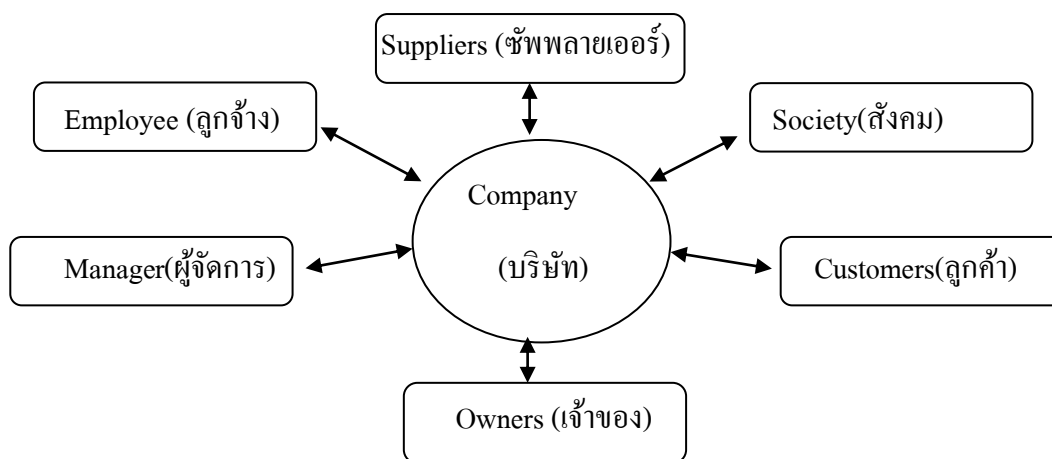 Suppliers (ซัพพลายเออร์)
Employee (ลูกจ้าง)
Society(สังคม)
Company
(บริษัท)
Manager(ผู้จัดการ)
Customers(ลูกค้า)
Owners (เจ้าของ)